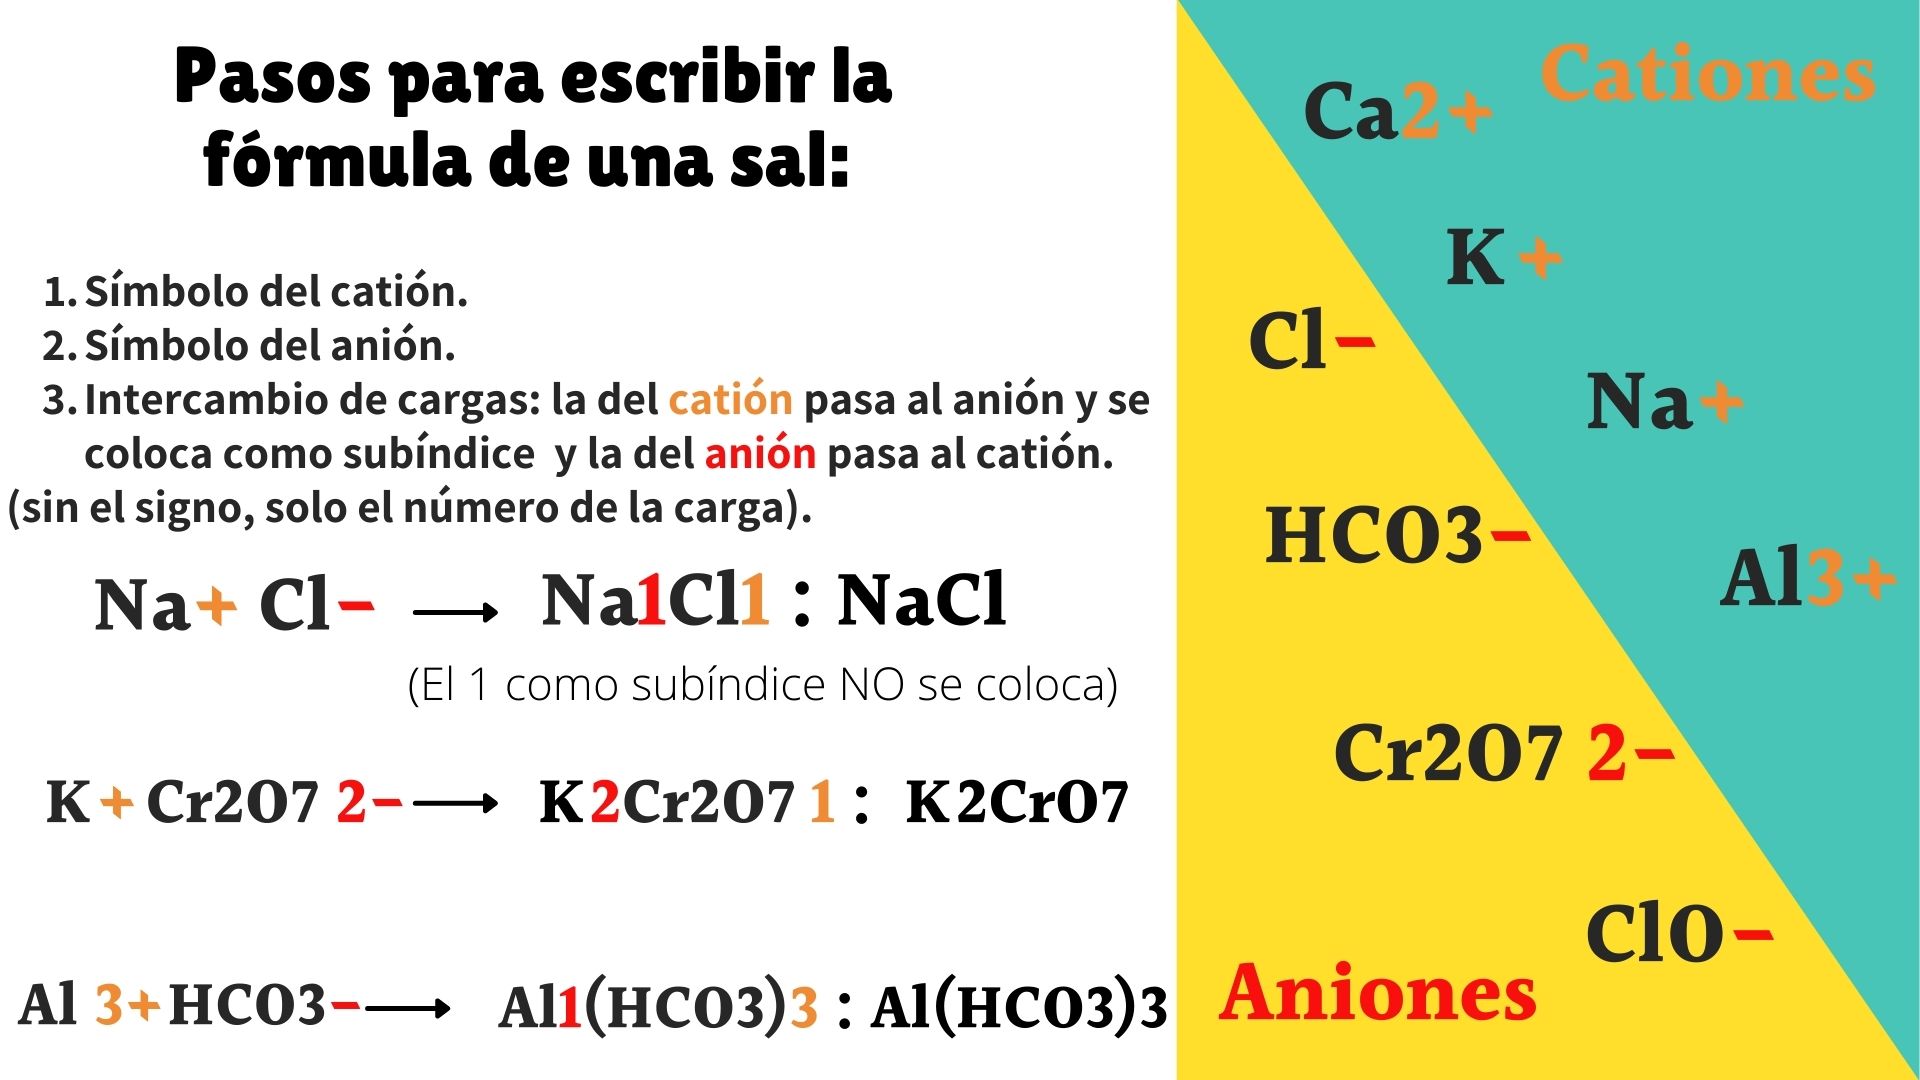 Pasos para escribir la
fórmula de una sal:
1. Símbolo del catión.
2. Símbolo del anión.
3. Intercambio de cargas: la del catión pasa al anión y se
coloca como subíndice y la del anión pasa al catión.
(sin el signo, solo el número de la carga).
Na+ Cl− → Na1Cl1 : NaCl
(El 1 como subíndice NO se coloca)
K + Cr2O7 2− → K2Cr2O7 1 : K2CrO7
Al 3+ HCO3− → Al1(HCO3)3 : Al(HCO3)3
Cationes
Ca2+
K +
Na+
Al3+
Cl−
HCO3−
Cr2O7 2−
ClO−
Aniones